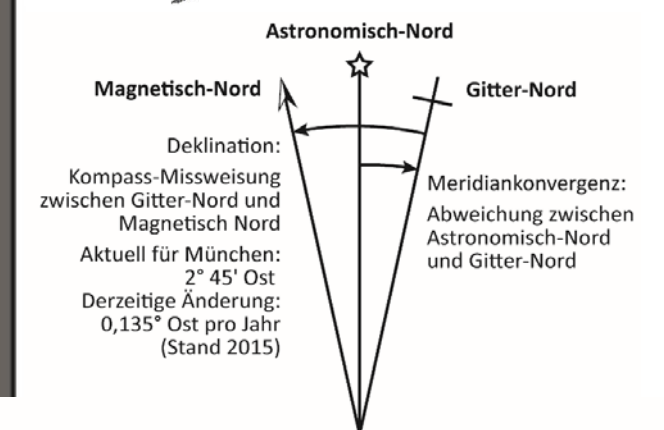 Astronomisch-Nord
Magnetisch-Nord
Gitter-Nord
Deklination:
Kompass-Missweisung
zwischen Gitter-Nord und
Magnetisch Nord
Aktuell für München:
2° 45' Ost
Derzeitige Änderung:
0,135° Ost pro Jahr
(Stand 2015)
Meridiankonvergenz:
Abweichung zwischen
Astronomisch-Nord
und Gitter-Nord